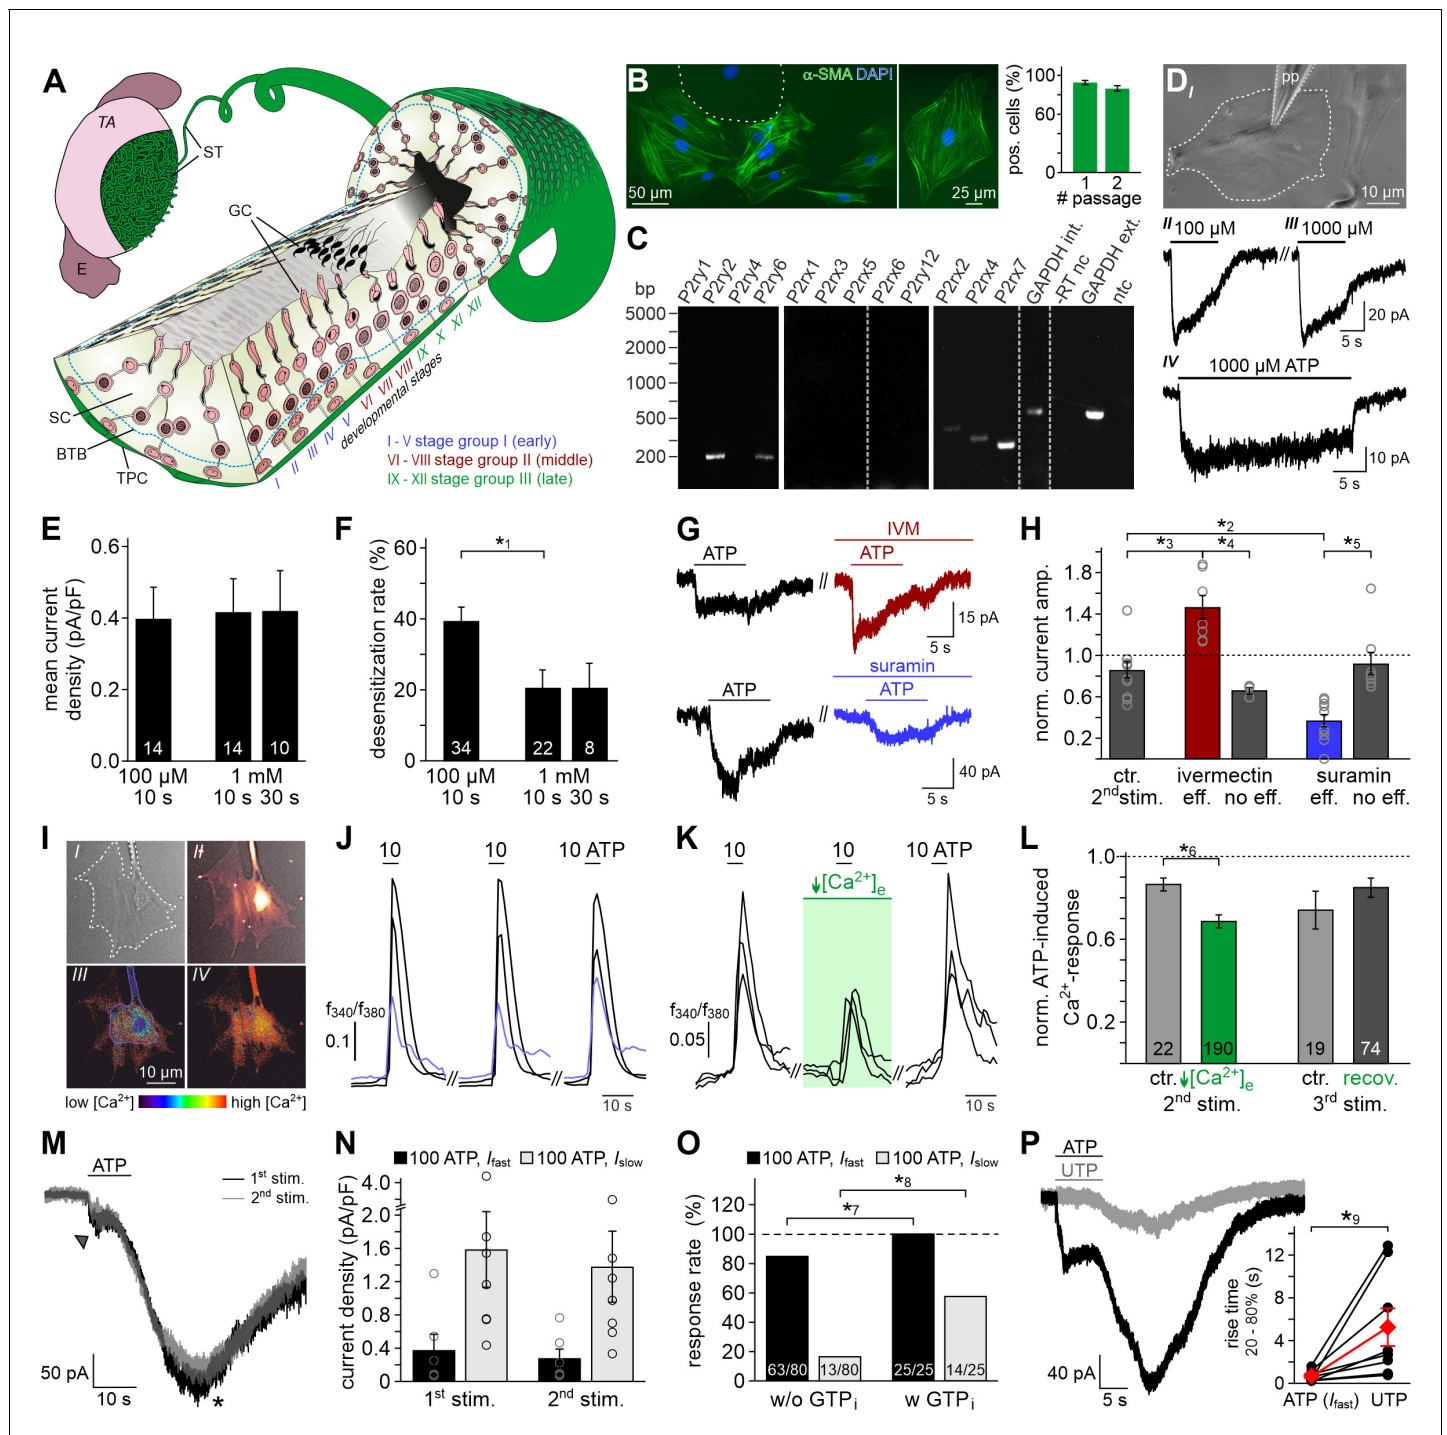 A
TA
ST
E
GC
SC
BTB
TPC
I II III IV V VI VII VIII IX X XI XII
developmental stages
I - V stage group I (early)
VI - VIII stage group II (middle)
IX - XII stage group III (late)
B
α-SMA DAPI
50 µm
25 µm
pos. cells (%)
100
60
0
1 2
# passage
C
bp
5000
2000
1000
500
200
P2ry1
P2ry2
P2ry4
P2ry6
P2rx1
P2rx3
P2rx5
P2rx6
P2ry12
P2rx2
P2rx4
P2rx7
GAPDH int.
-RT nc
GAPDH ext.
ntc
D
I
pp
10 µm
II 100 µM
III 1000 µM
20 pA
5 s
IV
1000 µM ATP
10 pA
5 s
E
mean current
density (pA/pF)
0.6
0.4
0.2
0.0
14 14 10
100 µM 1 mM
10 s 10 s 30 s
F
desensitization rate (%)
60
40
20
0
*1
34 22 8
100 µM 1 mM
10 s 10 s 30 s
G
ATP
IVM
ATP
15 pA
5 s
ATP
suramin
ATP
40 pA
5 s
H
norm. current amp.
1.8
1.4
1.0
0.6
0.2
*2
*3 *4 *5
ctr. ivermectin suramin
2nd stim. eff. no eff. eff. no eff.
I
I II
III IV
10 µm
low [Ca2+] high [Ca2+]
J
10 10 10 ATP
f340/f380
0.1
10 s
K
10 10 10 ATP
↓[Ca2+]e
f340/f380
0.05
10 s
L
norm. ATP-induced
Ca2+-response
1.0
0.6
0.2
*6
22 190 19 74
ctr. ↓[Ca2+]e ctr. recov.
2nd stim. 3rd stim.
M
ATP
1st stim.
2nd stim.
50 pA
10 s
*
N
100 ATP, Ifast 100 ATP, Islow
current density (pA/pF)
4.0
2.0
1.6
1.2
0.8
0.4
0
1st stim. 2nd stim.
O
100 ATP, Ifast 100 ATP, Islow
response rate (%)
120
100
80
60
40
20
0
*8
*7
63/80 13/80 25/25 14/25
w/o GTPi w GTPi
P
ATP
UTP
40 pA
5 s
*9
rise time
20 - 80% (s)
12
8
4
0
ATP (Ifast) UTP